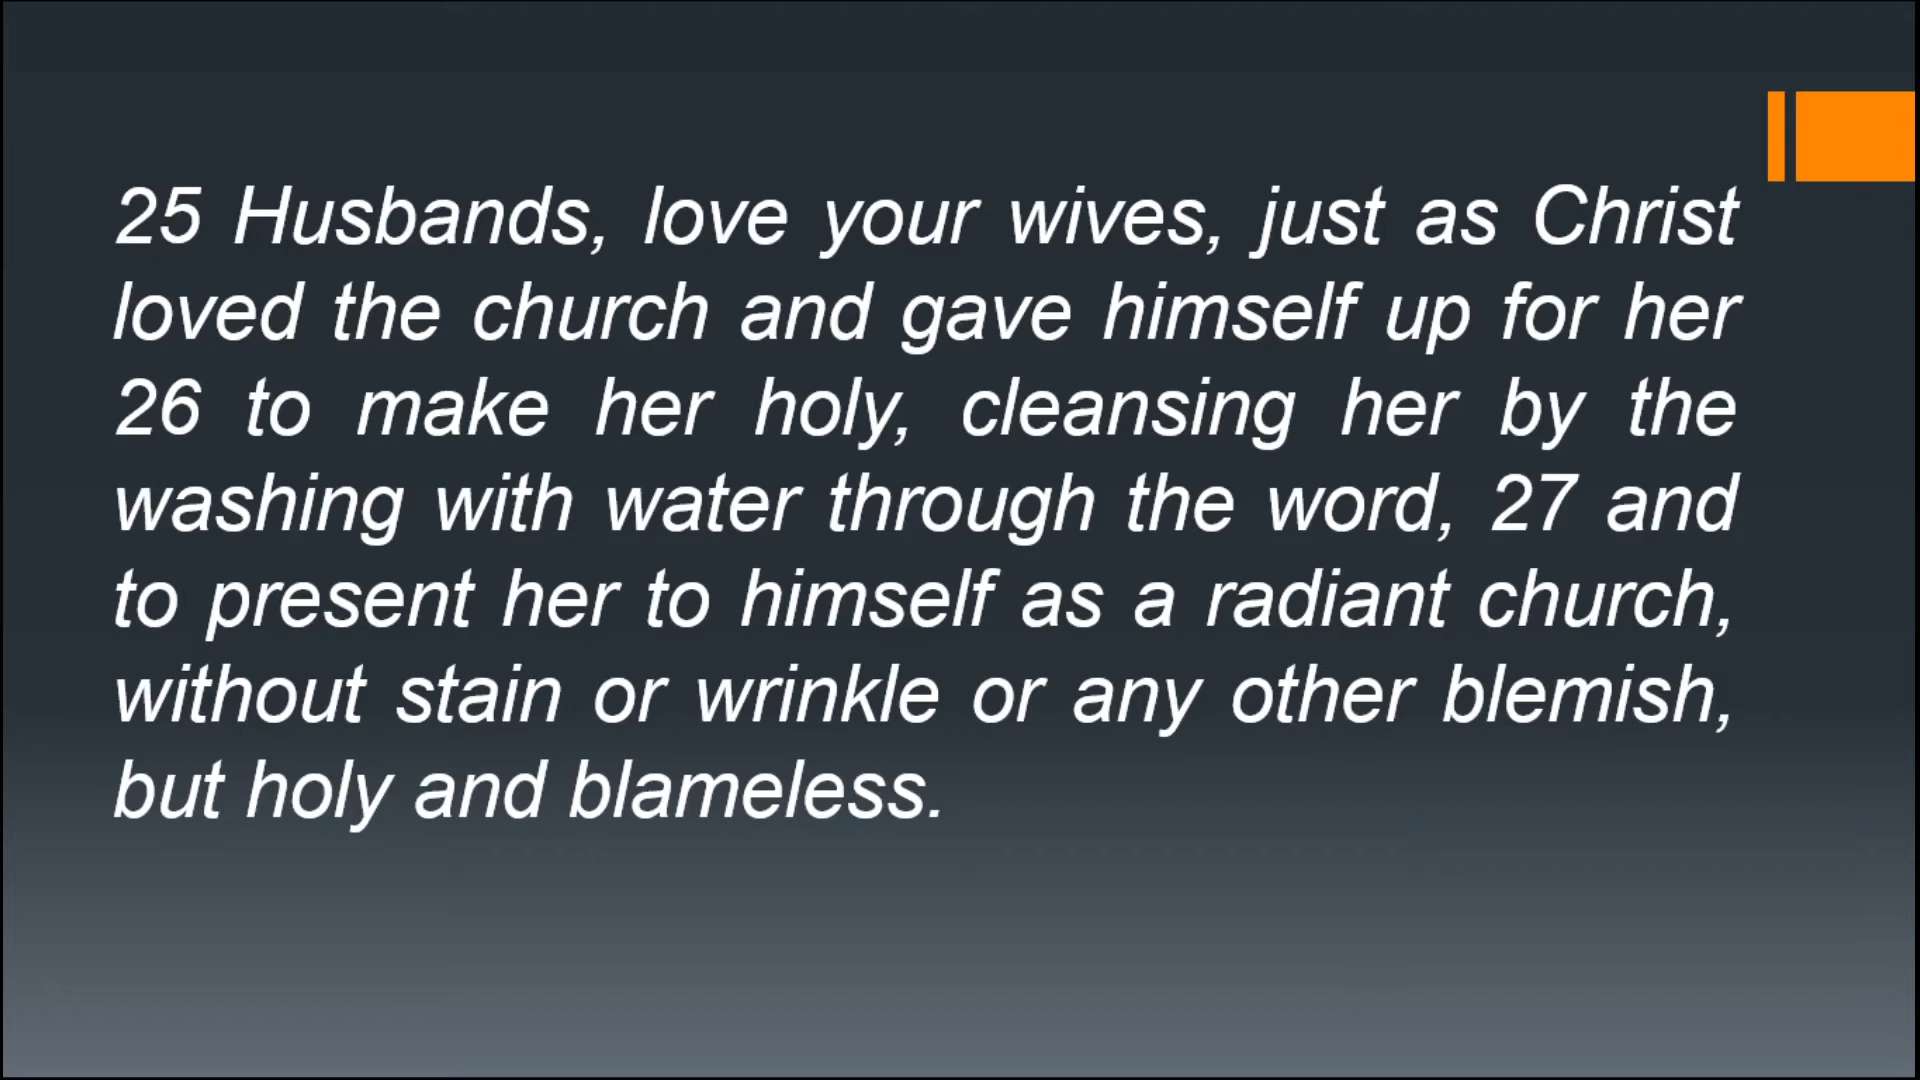 25 Husbands, love your wives, just as Christ
loved the church and gave himself up for her
26 to make her holy, cleansing her by the
washing with water through the word, 27 and
to present her to himself as a radiant church,
without stain or wrinkle or any other blemish,
but holy and blameless.